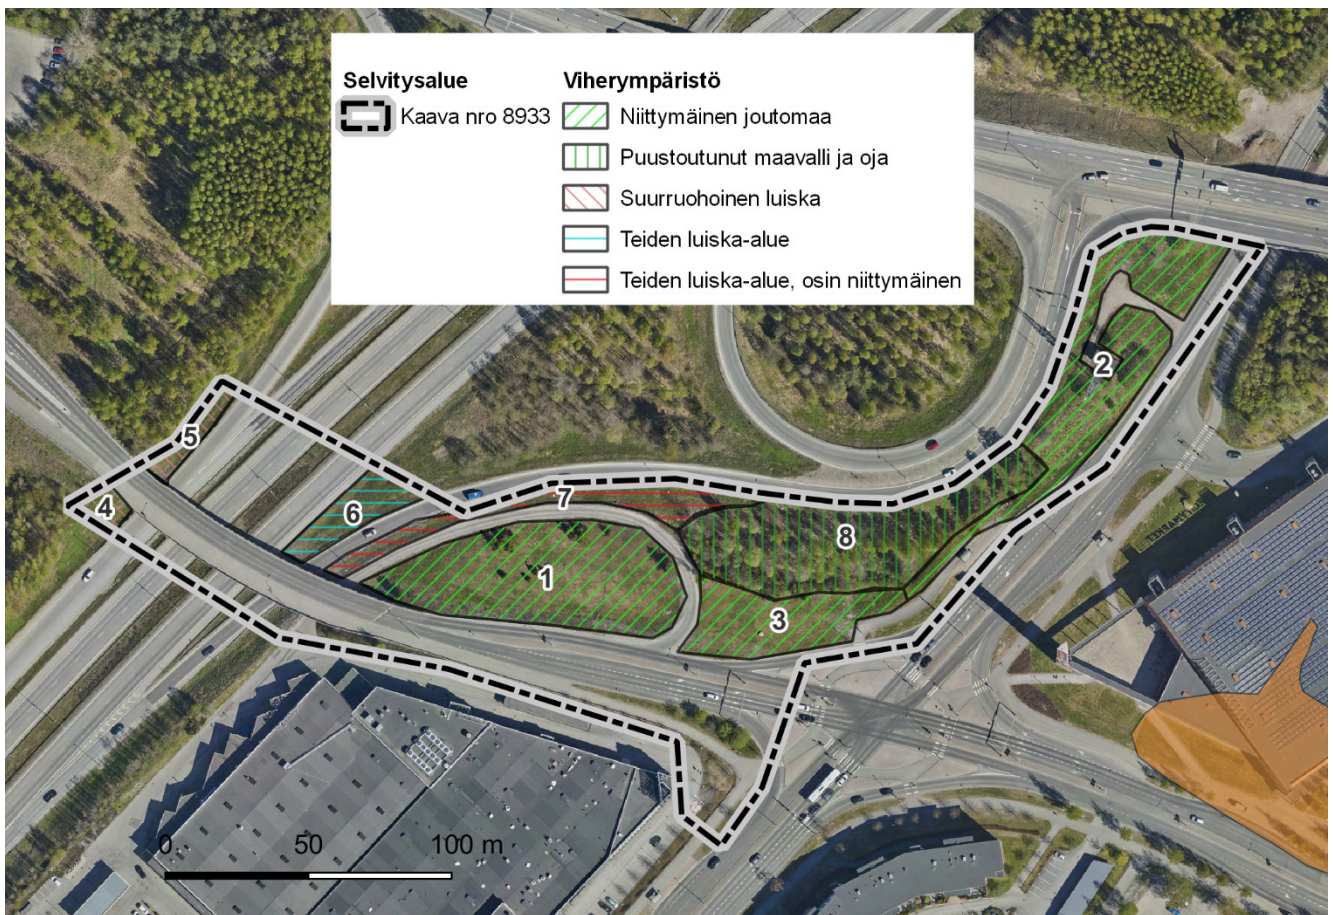 Selvitysalue
Kaava nro 8933
Viherympäristö
Niittymäinen joutomaa
Puustoutunut maavalli ja oja
Suurruohoinen luiska
Teiden luiska-alue
Teiden luiska-alue, osin niittymäinen
2
5
4
6
7
8
1
3
0 50 100 m